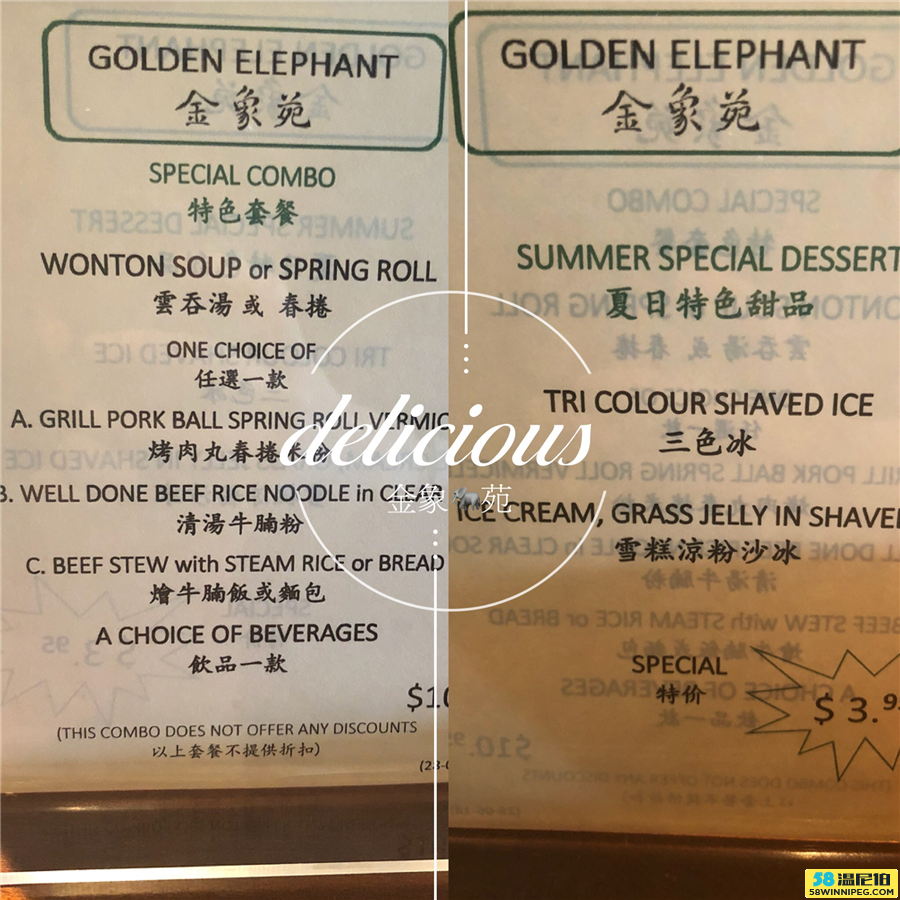 GOLDEN ELEPHANT
金象苑
SPECIAL COMBO
特色套餐
WONTON SOUP or SPRING ROLL
雲吞湯 或 春捲
ONE CHOICE OF
任選一款
A. GRILL PORK BALL SPRING ROLL
烤肉丸春捲米粉
B. WELL DONE BEEF RICE NOODLE in CLEAR
清湯牛腩粉
C. BEEF STEW with STEAM RICE or BREAD
燴牛腩飯或麵包
A CHOICE OF BEVERAGES
飲品一款
$10
(THIS COMBO DOES NOT OFFER ANY DISCOUNTS
以上套餐不提供折扣)
GOLDEN ELEPHANT
金象苑
SUMMER SPECIAL DESSERT
夏日特色甜品
TRI COLOUR SHAVED ICE
三色冰
ICE CREAM, GRASS JELLY IN
雪糕涼粉沙冰
SPECIAL
特价
$3.9
delicious
金象苑
58温尼伯
58WINNIPEG.COM